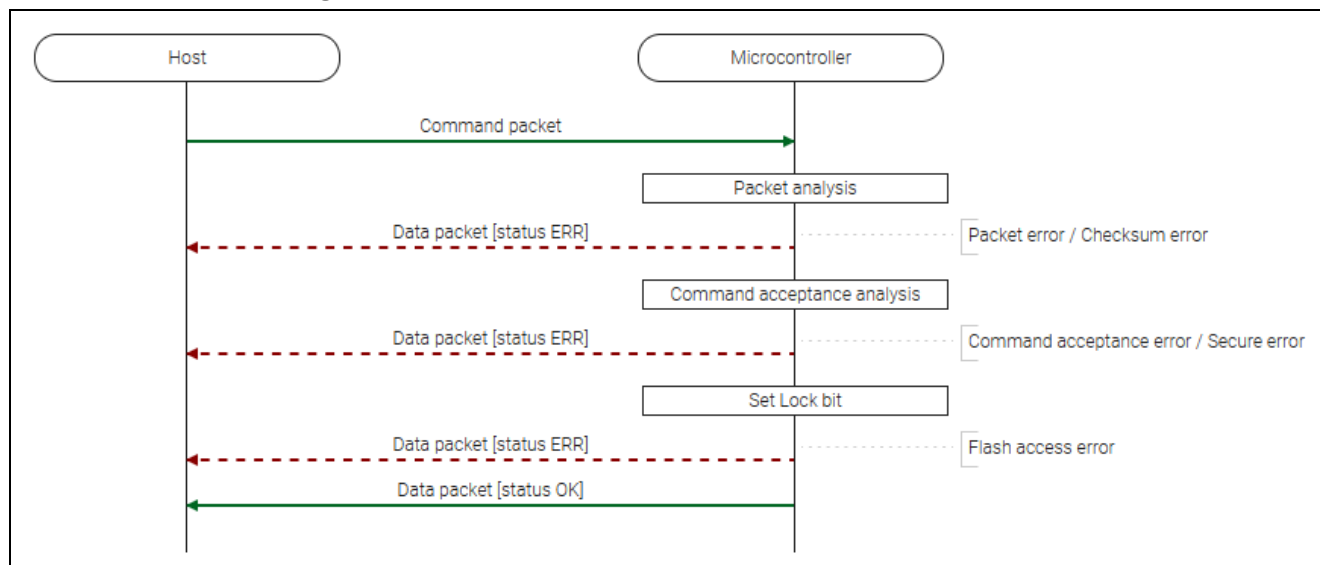 Host
Microcontroller
Command packet
Packet analysis
Data packet [status ERR]
Packet error / Checksum error
Command acceptance analysis
Data packet [status ERR]
Command acceptance error / Secure error
Set Lock bit
Data packet [status ERR]
Flash access error
Data packet [status OK]